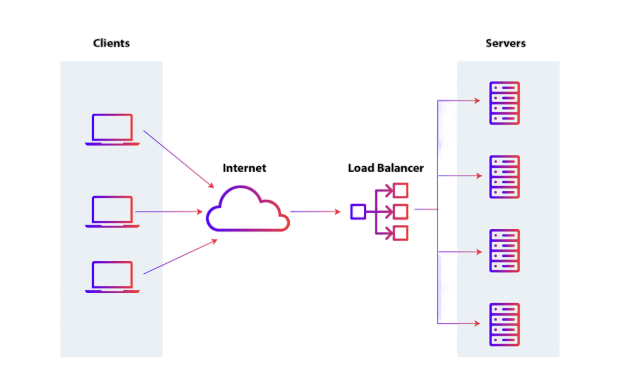 Clients
Servers
Internet
Load Balancer